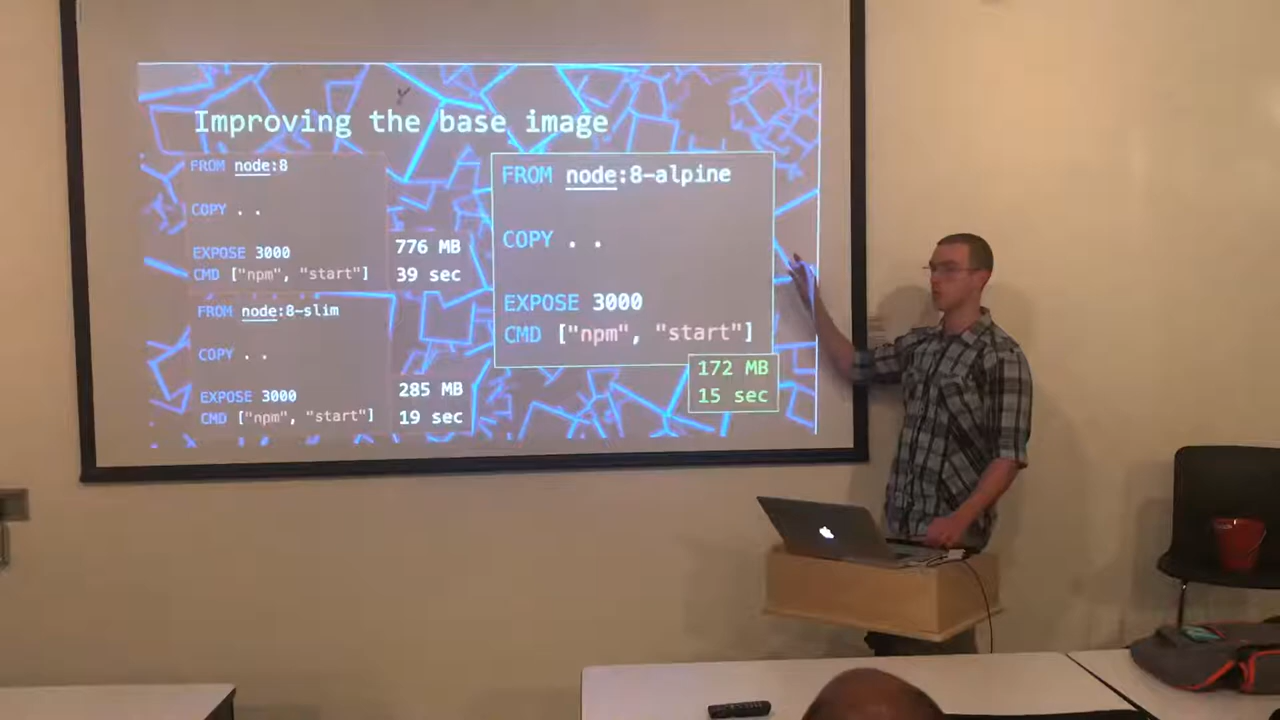 Improving the base image
FROM node:8
COPY . .
EXPOSE 3000
CMD ["npm", "start"]
776 MB
39 sec
FROM node:8-slim
COPY . .
EXPOSE 3000
CMD ["npm", "start"]
285 MB
19 sec
FROM node:8-alpine
COPY . .
EXPOSE 3000
CMD ["npm", "start"]
172 MB
15 sec